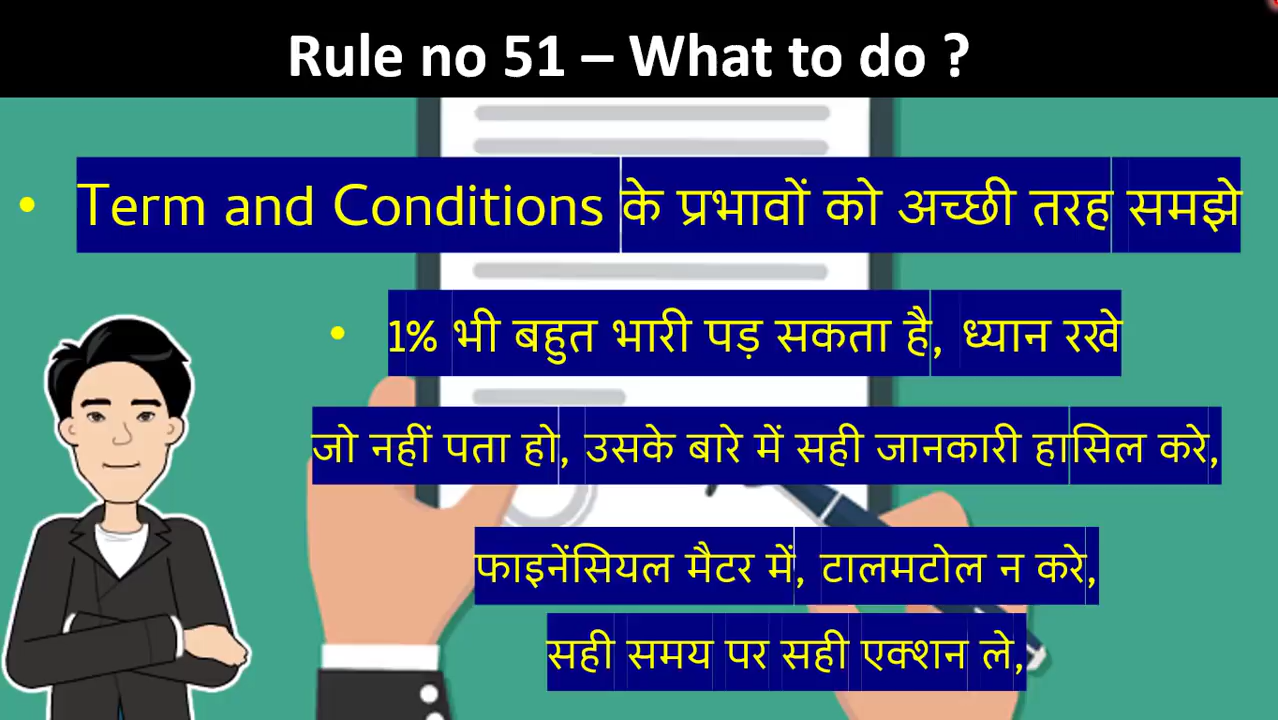 Rule no 51 – What to do ?
• Term and Conditions के प्रभावों को अच्छी तरह समझे
• 1% भी बहुत भारी पड़ सकता है, ध्यान रखे
जो नहीं पता हो, उसके बारे में सही जानकारी हासिल करे,
फाइनेंसियल मैटर में, टालमटोल न करे,
सही समय पर सही एक्शन ले,